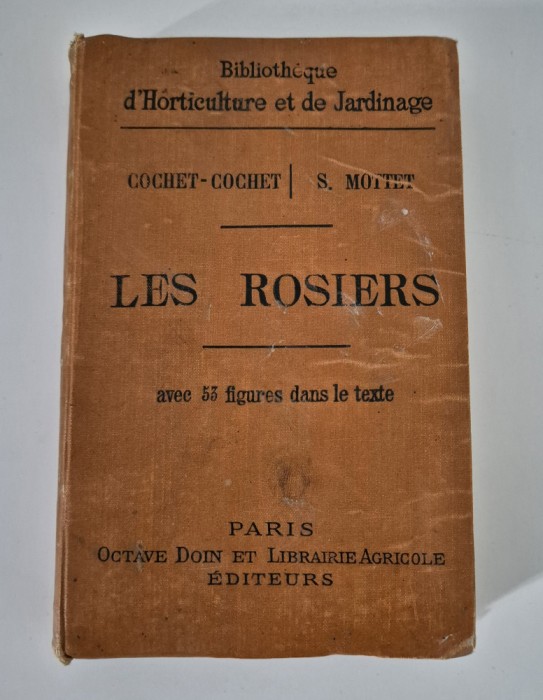 Bibliothèque
d'Horticulture et de Jardinage
COCHET-COCHET | S. MOTTET
LES ROSIERS
avec 53 figures dans le texte
PARIS
OCTAVE DOIN ET LIBRAIRIE AGRICOLE
ÉDITEURS